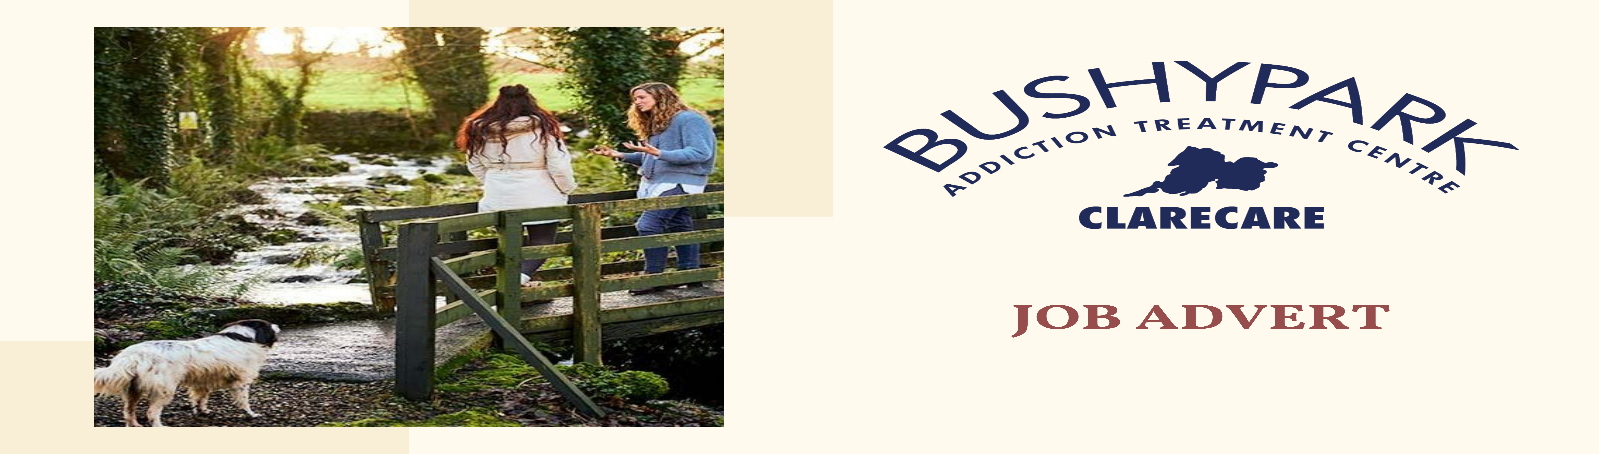 BUSHYPARK
ADDICTION TREATMENT CENTRE
CLARECARE
JOB ADVERT